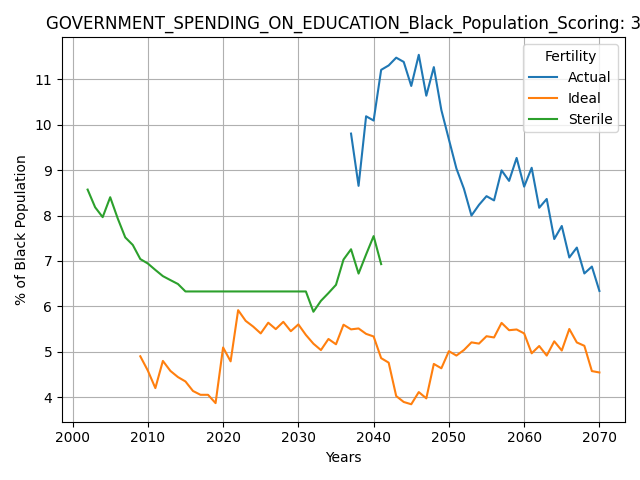 GOVERNMENT_SPENDING_ON_EDUCATION_Black_Population_Scoring: 3
Fertility
Actual
Ideal
Sterile
% of Black Population
11
10
9
8
7
6
5
4
2000 2010 2020 2030 2040 2050 2060 2070
Years